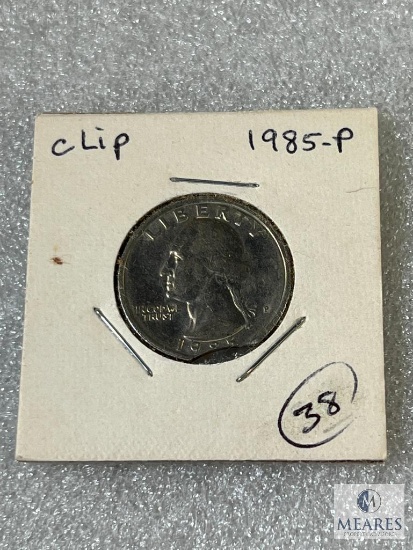 cLip 1985-P
LIBERTY
IN GOD WE
TRUST
P
38
M
MEARES